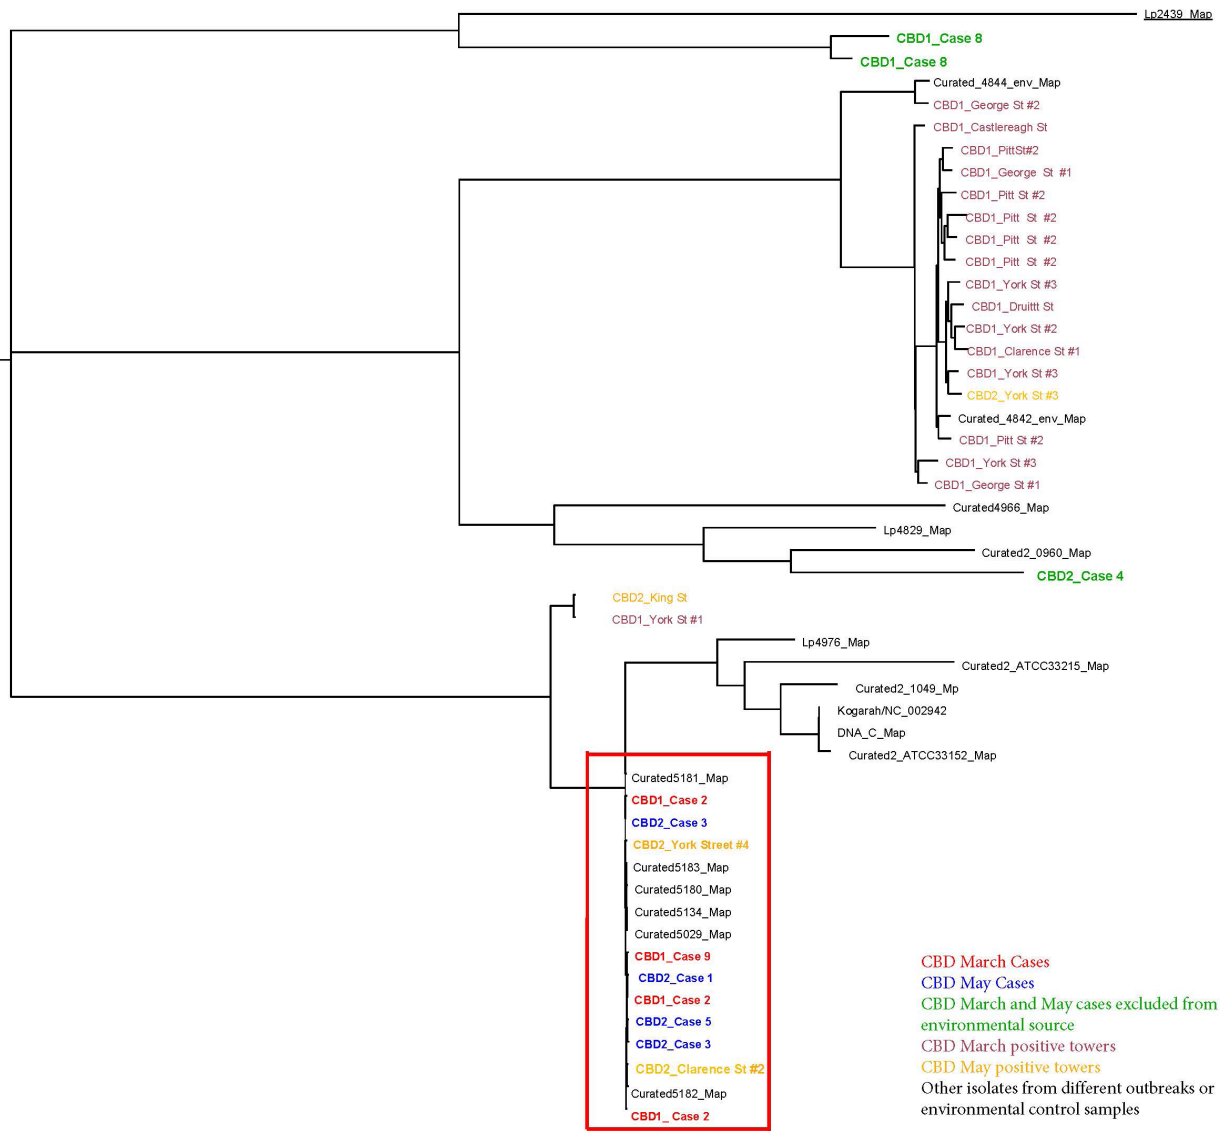 Lp2439_Map
CBD1_Case 8
CBD1_Case 8
Curated_4844_env_Map
CBD1_George St #2
CBD1_Castlereagh St
CBD1_PittSt#2
CBD1_George St #1
CBD1_Pitt St #2
CBD1_Pitt St #2
CBD1_Pitt St #2
CBD1_Pitt St #2
CBD1_York St #3
CBD1_Druittt St
CBD1_York St #2
CBD1_Clarence St #1
CBD1_York St #3
CBD2_York St #3
Curated_4842_env_Map
CBD1_Pitt St #2
CBD1_York St #3
CBD1_George St #1
Curated4966_Map
Lp4829_Map
Curated2_0960_Map
CBD2_Case 4
CBD2_King St
CBD1_York St #1
Lp4976_Map
Curated2_ATCC33215_Map
Curated2_1049_Mp
Kogarah/NC_002942
DNA_C_Map
Curated2_ATCC33152_Map
Curated5181_Map
CBD1_Case 2
CBD2_Case 3
CBD2_York Street #4
Curated5183_Map
Curated5180_Map
Curated5134_Map
Curated5029_Map
CBD1_Case 9
CBD2_Case 1
CBD1_Case 2
CBD2_Case 5
CBD2_Case 3
CBD2_Clarence St #2
Curated5182_Map
CBD1_ Case 2
CBD March Cases
CBD May Cases
CBD March and May cases excluded from
environmental source
CBD March positive towers
CBD May positive towers
Other isolates from different outbreaks or
environmental control samples